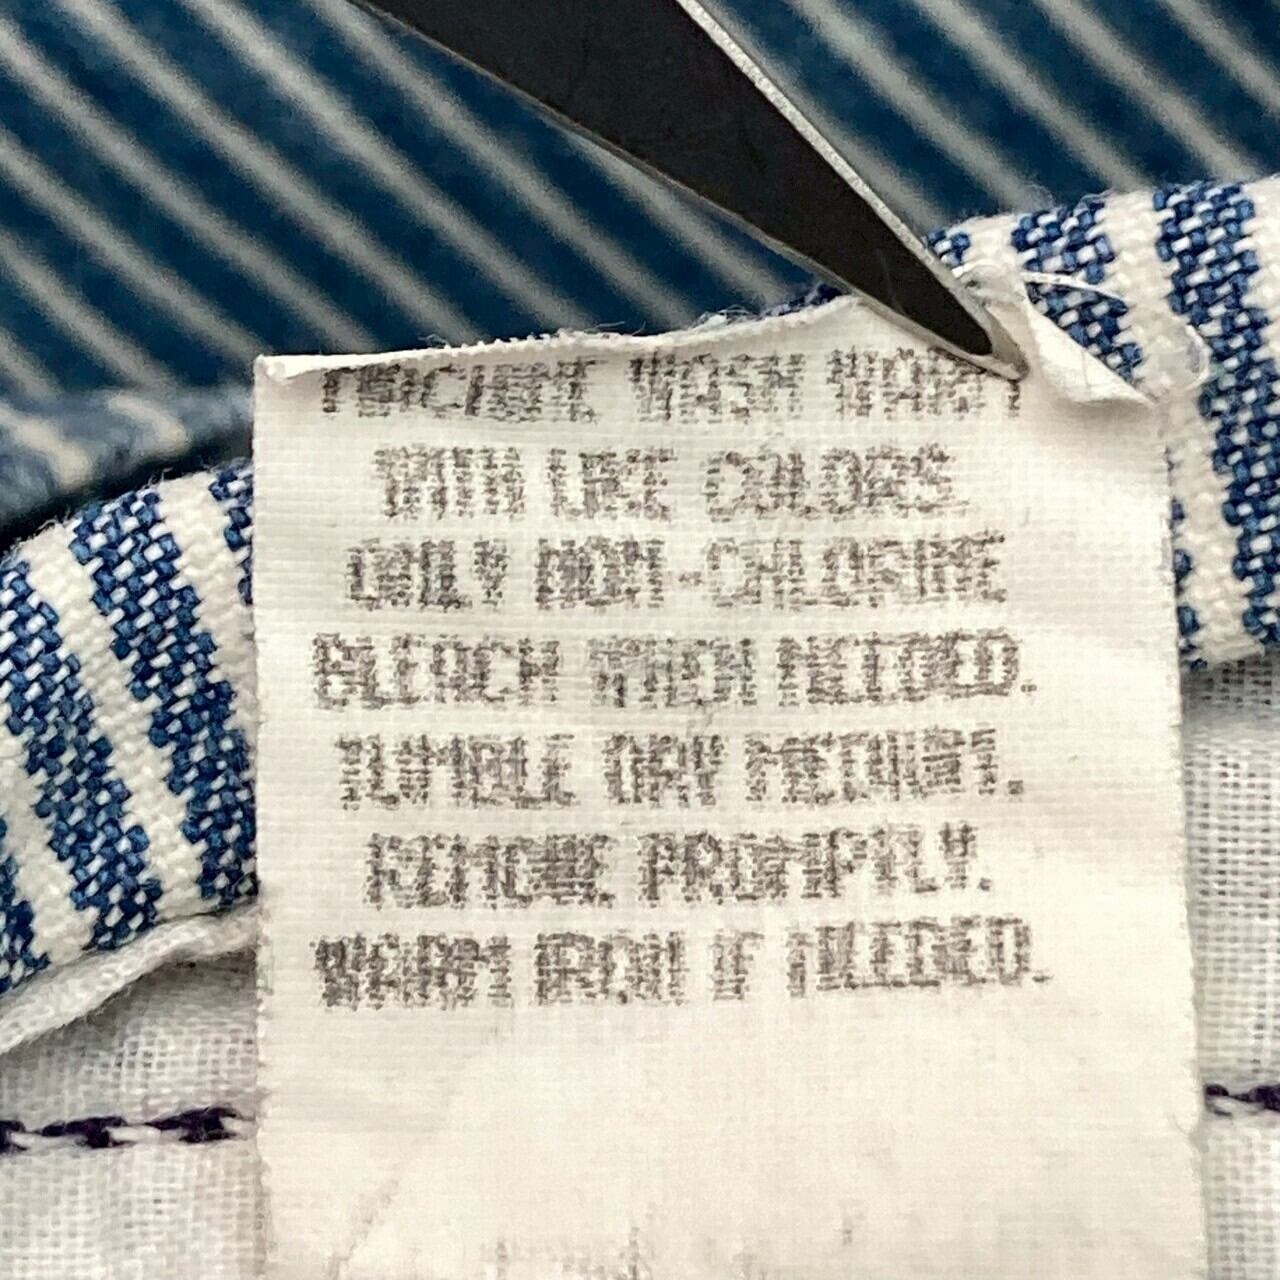 MACHINE WASH WARM
WITH LIKE COLORS.
ONLY NON-CHLORINE
BLEACH WHEN NEEDED.
TUMBLE DRY MEDIUM.
REMOVE PROMPTLY.
WARM IRON IF NEEDED.